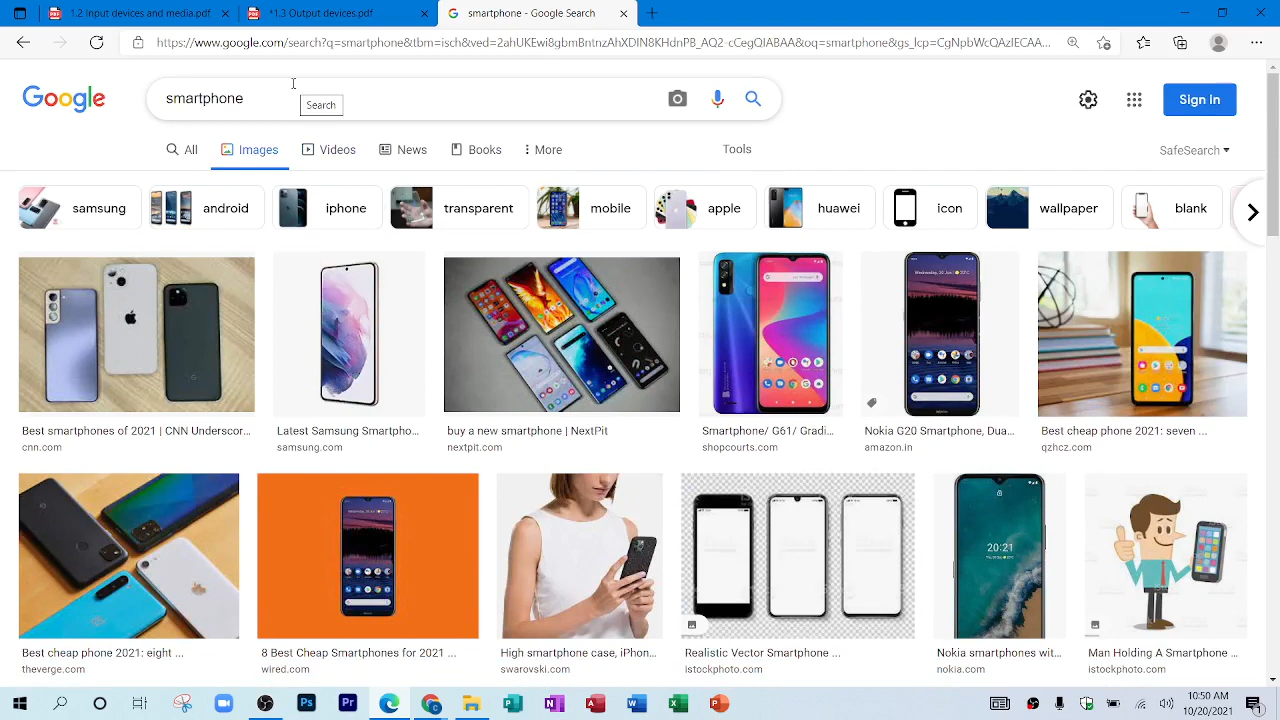 1.2 Input devices and media.pdf
*1.3 Output devices.pdf
smartphone - Google Search
https://www.google.com/search?q=smartphone&tbm=isch&ved=2ahUKEwi8gbmBntnzAhXDIN8KHdnPB_AQ2-cCegQIABAA&oq=smartphone&gs_lcp=CgNpbWcQAzIECAA...
Google
smartphone
Search
Sign in
All
Images
Videos
News
Books
More
Tools
SafeSearch
samsung
android
iphone
transparent
mobile
apple
huawei
icon
wallpaper
blank
Best smartphones of 2021 | CNN Underscor...
cnn.com
Latest Samsung Smartpho...
samsung.com
buy a new smartphone | NextPit
nextpit.com
Smartphone/ G61/ Gradi...
shopcourts.com
Nokia G20 Smartphone, Dua...
amazon.in
Best cheap phone 2021: seven ...
qzhcz.com
20:21
Best cheap phone 2021: eight ...
theverge.com
8 Best Cheap Smartphones for 2021 ...
wired.com
High smartphone case, iPhon...
swarovski.com
Realistic Vector Smartphone ...
istockphoto.com
Nokia smartphones wit...
nokia.com
Man Holding A Smartphone ...
istockphoto.com
Ps
Pr
W
X
P
10:50 AM
10/20/2021